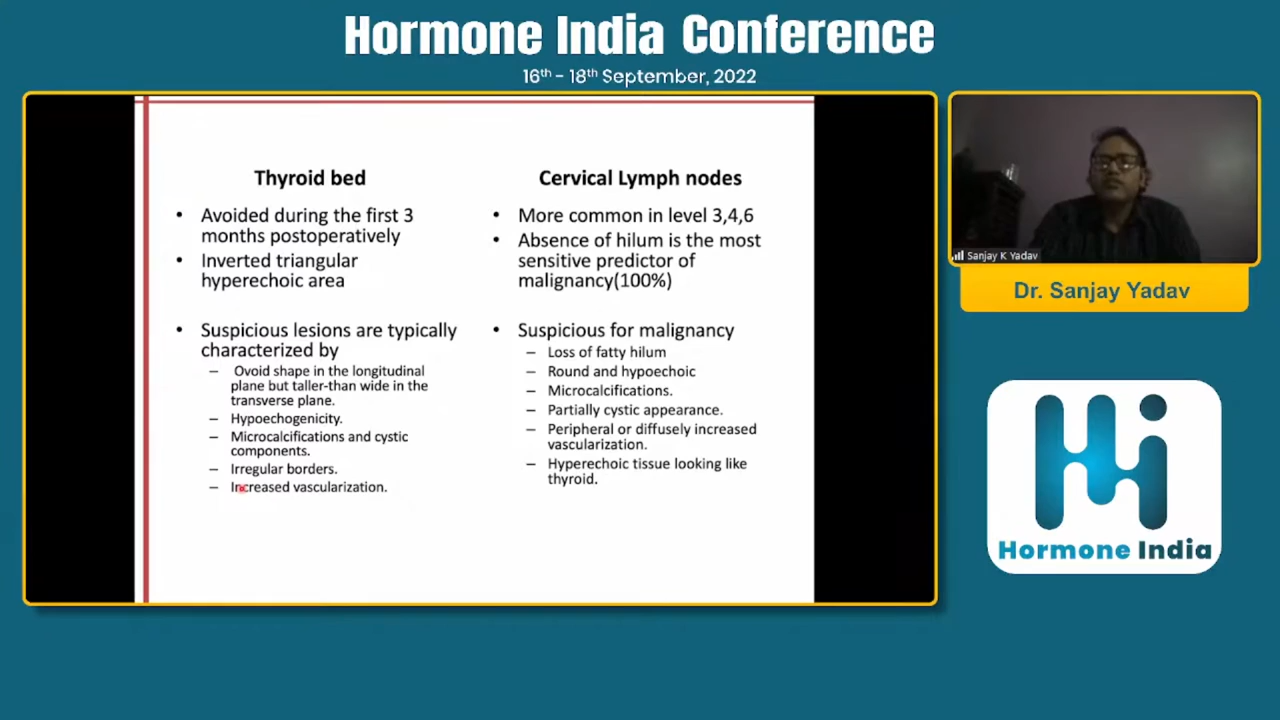 Hormone India Conference
16th - 18th September, 2022
Thyroid bed
• Avoided during the first 3
months postoperatively
• Inverted triangular
hyperechoic area
• Suspicious lesions are typically
characterized by
– Ovoid shape in the longitudinal
plane but taller-than wide in the
transverse plane.
– Hypoechogenicity.
– Microcalcifications and cystic
components.
– Irregular borders.
– Increased vascularization.
Cervical Lymph nodes
• More common in level 3,4,6
• Absence of hilum is the most
sensitive predictor of
malignancy(100%)
• Suspicious for malignancy
– Loss of fatty hilum
– Round and hypoechoic
– Microcalcifications.
– Partially cystic appearance.
– Peripheral or diffusely increased
vascularization.
– Hyperechoic tissue looking like
thyroid.
Sanjay K Yadav
Dr. Sanjay Yadav
Hormone India